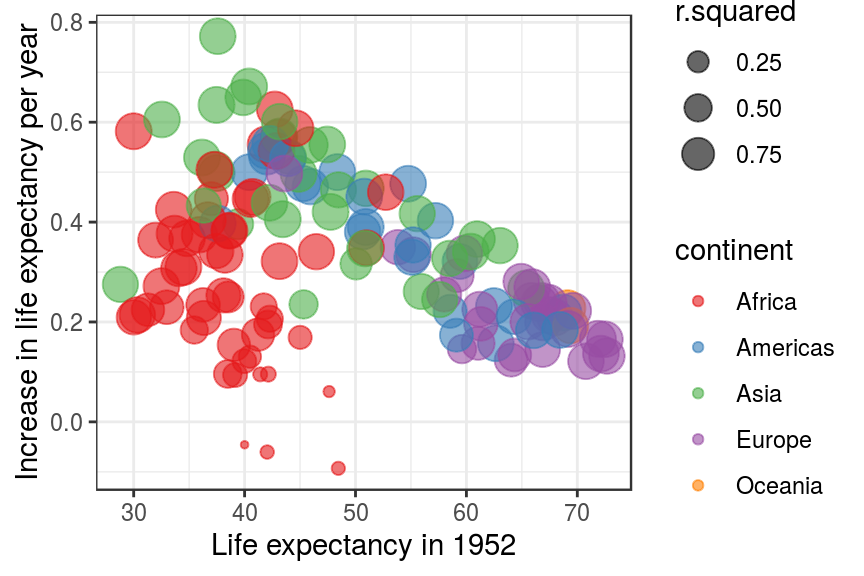 Increase in life expectancy per year
0.8
0.6
0.4
0.2
0.0
30 40 50 60 70
Life expectancy in 1952
r.squared
0.25
0.50
0.75
continent
Africa
Americas
Asia
Europe
Oceania